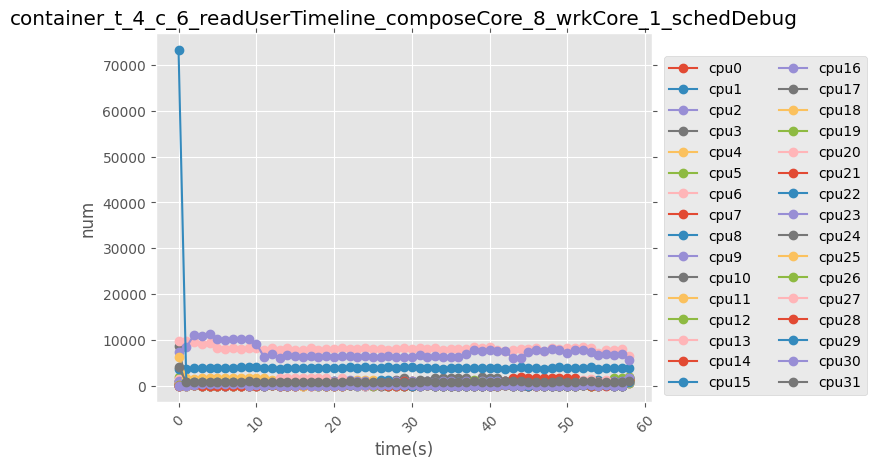 container_t_4_c_6_readUserTimeline_composeCore_8_wrkCore_1_schedDebug
num
70000
60000
50000
40000
30000
20000
10000
0
0 10 20 30 40 50 60
time(s)
cpu0
cpu1
cpu2
cpu3
cpu4
cpu5
cpu6
cpu7
cpu8
cpu9
cpu10
cpu11
cpu12
cpu13
cpu14
cpu15
cpu16
cpu17
cpu18
cpu19
cpu20
cpu21
cpu22
cpu23
cpu24
cpu25
cpu26
cpu27
cpu28
cpu29
cpu30
cpu31